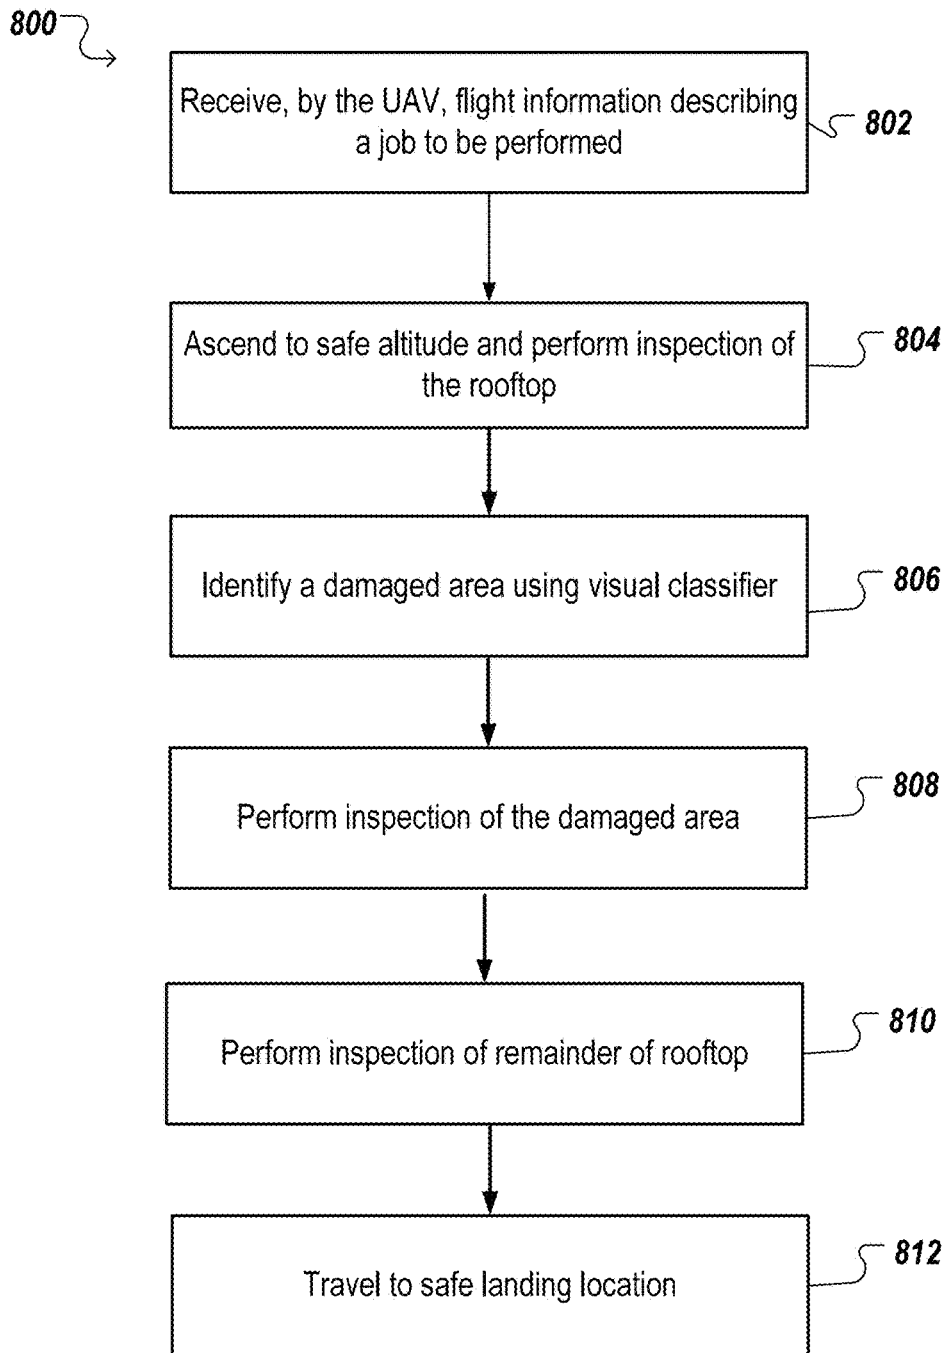 800
Receive, by the UAV, flight information describing
a job to be performed
802
Ascend to safe altitude and perform inspection of
the rooftop
804
Identify a damaged area using visual classifier
806
Perform inspection of the damaged area
808
Perform inspection of remainder of rooftop
810
Travel to safe landing location
812